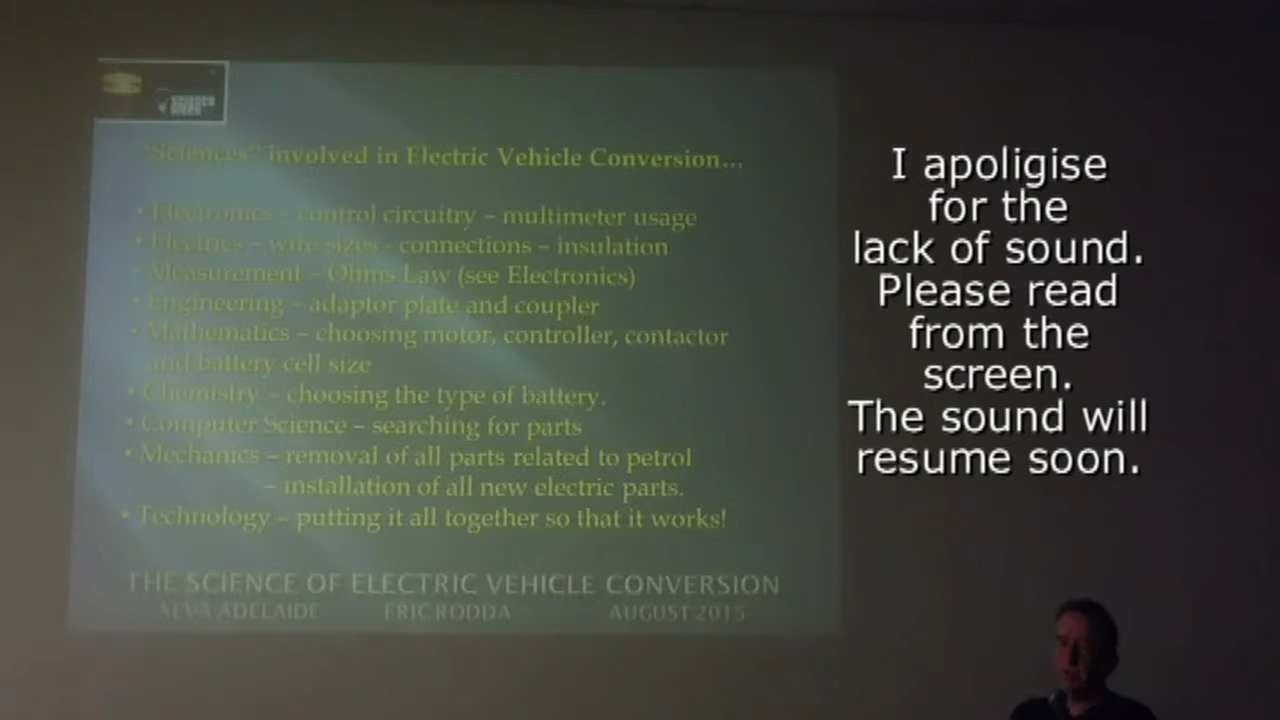 SCIENCE
WEEK
"Sciences" involved in Electric Vehicle Conversion...
• Electronics – control circuitry – multimeter usage
• Electrics – wire sizes - connections – insulation
• Measurement – Ohms Law (see Electronics)
• Engineering – adaptor plate and coupler
• Mathematics – choosing motor, controller, contactor
and battery cell size
• Chemistry – choosing the type of battery.
• Computer Science – searching for parts
• Mechanics – removal of all parts related to petrol
– installation of all new electric parts.
• Technology – putting it all together so that it works!
THE SCIENCE OF ELECTRIC VEHICLE CONVERSION
AEVA ADELAIDE ERIC RODDA AUGUST 2015
I apoligise
for the
lack of sound.
Please read
from the
screen.
The sound will
resume soon.